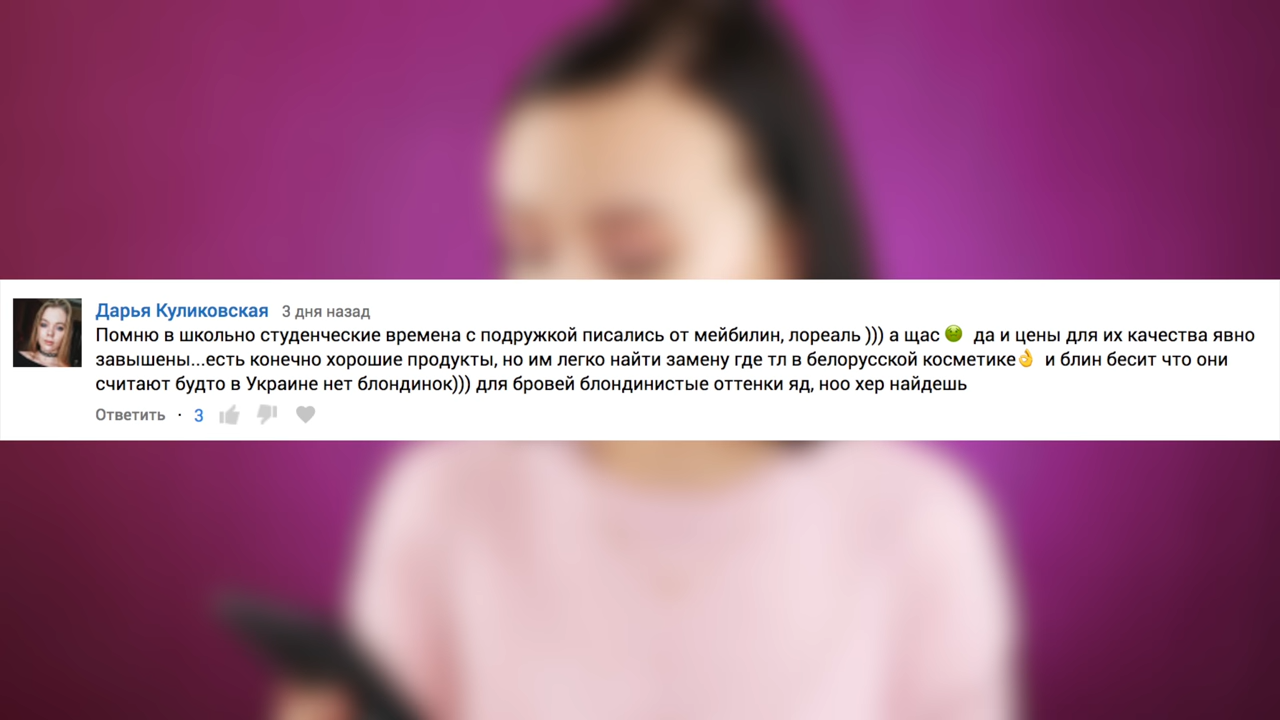 Дарья Куликовская 3 дня назад
Помню в школьно студенческие времена с подружкой писались от мейбилин, лореаль ))) а щас 🤢 да и цены для их качества явно
завышены...есть конечно хорошие продукты, но им легко найти замену где тл в белорусской косметике👌 и блин бесит что они
считают будто в Украине нет блондинок))) для бровей блондинистые оттенки яд, ноо хер найдешь
Ответить · 3